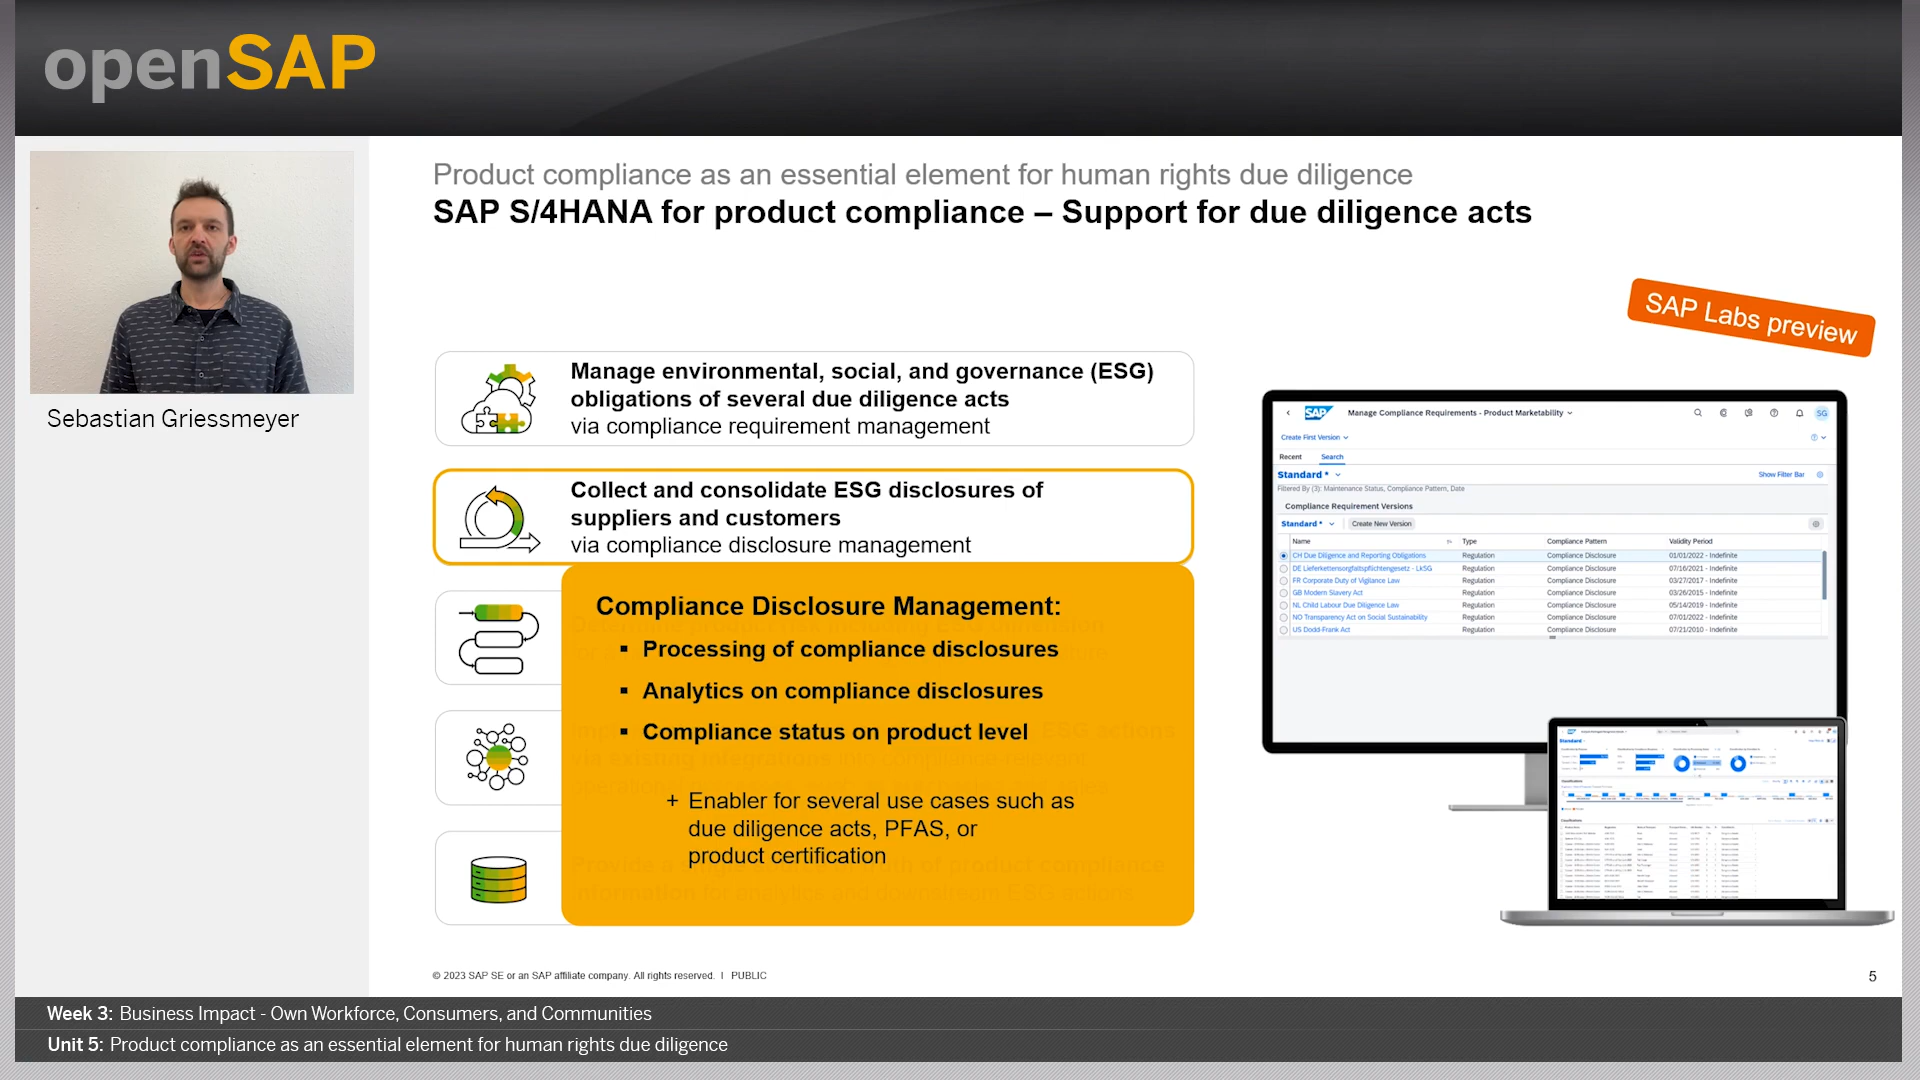 openSAP
Sebastian Griessmeyer
Product compliance as an essential element for human rights due diligence
SAP S/4HANA for product compliance – Support for due diligence acts
SAP Labs preview
Manage environmental, social, and governance (ESG)
obligations of several due diligence acts
via compliance requirement management
Collect and consolidate ESG disclosures of
suppliers and customers
via compliance disclosure management
Compliance Disclosure Management:
▪ Processing of compliance disclosures
▪ Analytics on compliance disclosures
▪ Compliance status on product level
+ Enabler for several use cases such as
due diligence acts, PFAS, or
product certification
SAP Manage Compliance Requirements - Product Marketability SG
Create First Version
Recent Search
Standard * Show Filter Bar
Filtered By (3): Maintenance Status, Compliance Pattern, Date
Compliance Requirement Versions
Standard * Create New Version
Name Type Compliance Pattern Validity Period
CH Due Diligence and Reporting Obligations Regulation Compliance Disclosure 01/01/2022 - Indefinite
DE Lieferkettensorgfaltspflichtengesetz - LkSG Regulation Compliance Disclosure 07/16/2021 - Indefinite
FR Corporate Duty of Vigilance Law Regulation Compliance Disclosure 03/27/2017 - Indefinite
GB Modern Slavery Act Regulation Compliance Disclosure 03/26/2015 - Indefinite
NL Child Labour Due Diligence Law Regulation Compliance Disclosure 05/14/2019 - Indefinite
NO Transparency Act on Social Sustainability Regulation Compliance Disclosure 07/01/2022 - Indefinite
US Dodd-Frank Act Regulation Compliance Disclosure 07/21/2010 - Indefinite
© 2023 SAP SE or an SAP affiliate company. All rights reserved. I PUBLIC
5
Week 3: Business Impact - Own Workforce, Consumers, and Communities
Unit 5: Product compliance as an essential element for human rights due diligence